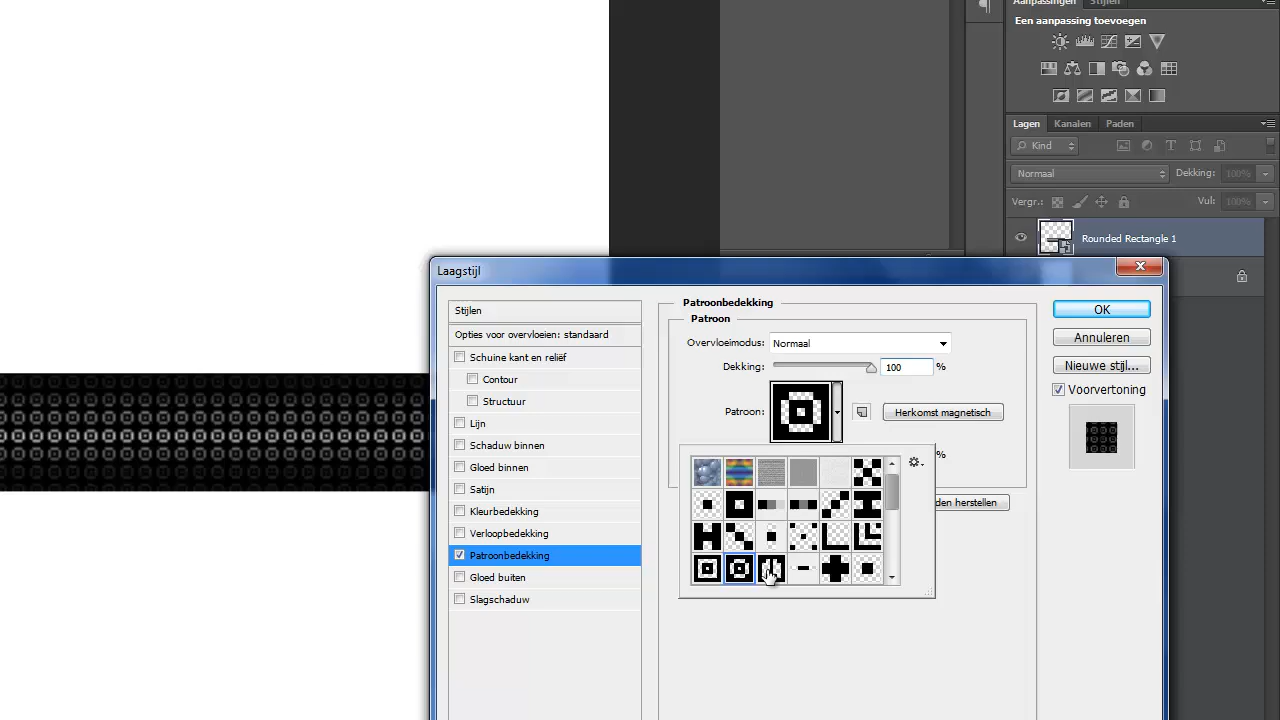 Aanpassingen Stijlen
Een aanpassing toevoegen
Lagen Kanalen Paden
Kind
Normaal Dekking: 100%
Vergr.: Vul: 100%
Rounded Rectangle 1
Laagstijl
Stijlen
Opties voor overvloeien: standaard
Schuine kant en reliëf
Contour
Structuur
Lijn
Schaduw binnen
Gloed binnen
Satijn
Kleurbedekking
Verloopbedekking
Patroonbedekking
Gloed buiten
Slagschaduw
Patroonbedekking
Patroon
Overvloeimodus: Normaal
Dekking: 100 %
Patroon: Herkomst magnetisch
%
den herstellen
OK
Annuleren
Nieuwe stijl...
Voorvertoning